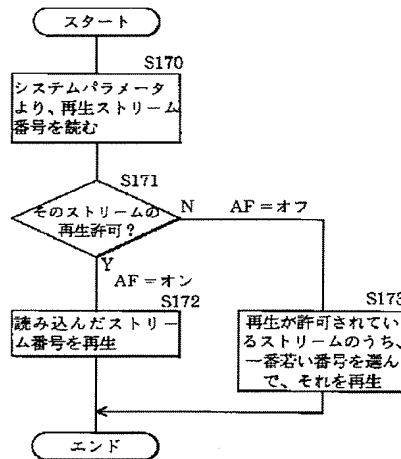 スタート
S170
システムパラメータ
より、再生ストリーム
番号を読む
S171
そのストリームの
再生許可?
N
AF=オフ
Y
AF=オン
S172
読み込んだストリー
ム番号を再生
S173
再生が許可されてい
るストリームのうち、
一番若い番号を選ん
で、それを再生
エンド